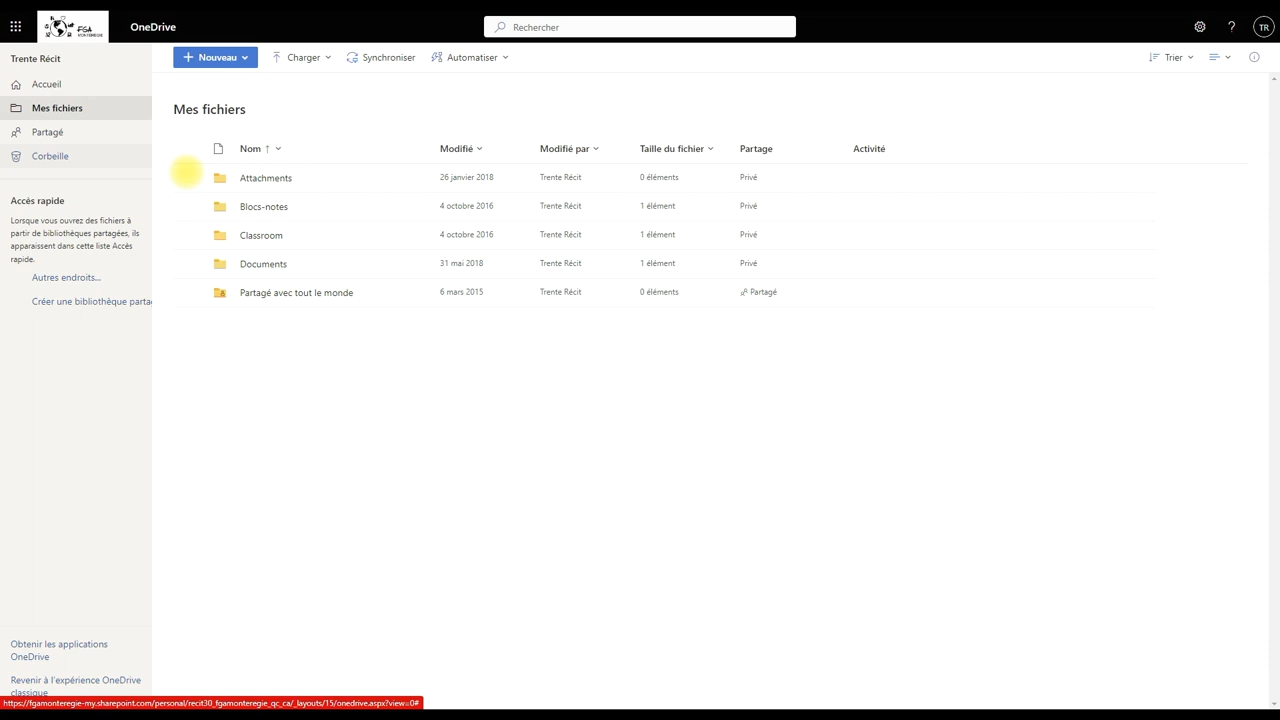 FGA
MONTÉRÉGIE
OneDrive
Rechercher
?
TR
Trente Récit
Nouveau
Charger
Synchroniser
Automatiser
Trier
Accueil
Mes fichiers
Partagé
Corbeille
Accès rapide
Lorsque vous ouvrez des fichiers à
partir de bibliothèques partagées, ils
apparaissent dans cette liste Accès
rapide.
Autres endroits...
Créer une bibliothèque partag
Mes fichiers
Nom ↑ Modifié Modifié par Taille du fichier Partage Activité
Attachments 26 janvier 2018 Trente Récit 0 éléments Privé
Blocs-notes 4 octobre 2016 Trente Récit 1 élément Privé
Classroom 4 octobre 2016 Trente Récit 1 élément Privé
Documents 31 mai 2018 Trente Récit 1 élément Privé
Partagé avec tout le monde 6 mars 2015 Trente Récit 0 éléments Partagé
Obtenir les applications
OneDrive
Revenir à l'expérience OneDrive
classique
https://fgamonteregie-my.sharepoint.com/personal/recit30_fgamonteregie_qc_ca/_layouts/15/onedrive.aspx?view=0#